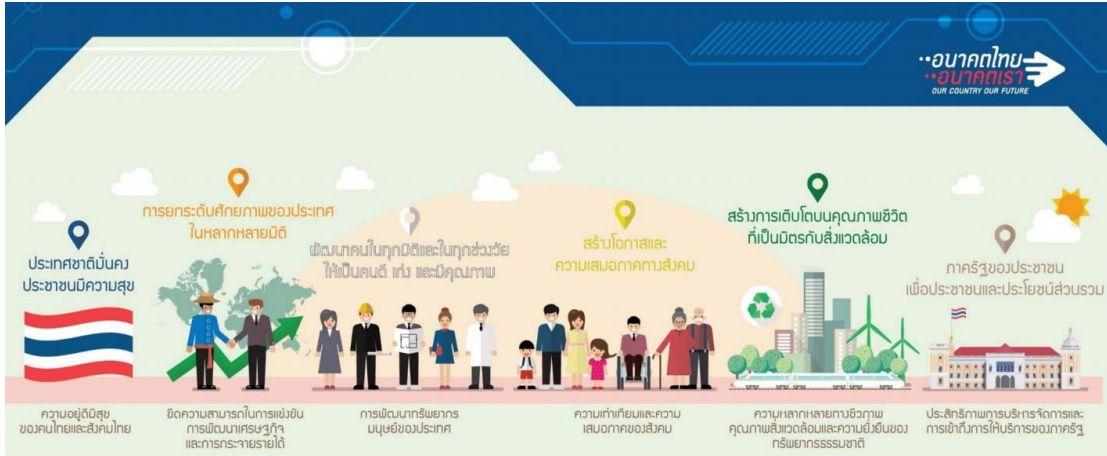 ••อนาคตไทย
••อนาคตเรา
OUR COUNTRY OUR FUTURE
ประเทศชาติมั่นคง
ประชาชนมีความสุข
การยกระดับศักยภาพของประเทศ
ในหลากหลายมิติ
พัฒนาคนในทุกมิติและในทุกช่วงวัย
ให้เป็นคนดี เก่ง และมีคุณภาพ
สร้างโอกาสและ
ความเสมอภาคทางสังคม
สร้างการเติบโตบนคุณภาพชีวิต
ที่เป็นมิตรกับสิ่งแวดล้อม
ภาครัฐของประชาชน
เพื่อประชาชนและประโยชน์ส่วนรวม
ความอยู่ดีมีสุข
ของคนไทยและสังคมไทย
ขีดความสามารถในการแข่งขัน
การพัฒนาเศรษฐกิจ
และการกระจายรายได้
การพัฒนาทรัพยากร
มนุษย์ของประเทศ
ความเท่าเทียมและความ
เสมอภาคของสังคม
ความหลากหลายทางชีวภาพ
คุณภาพสิ่งแวดล้อมและความยั่งยืนของ
ทรัพยากรธรรมชาติ
ประสิทธิภาพการบริหารจัดการและ
การเข้าถึงการให้บริการของภาครัฐ